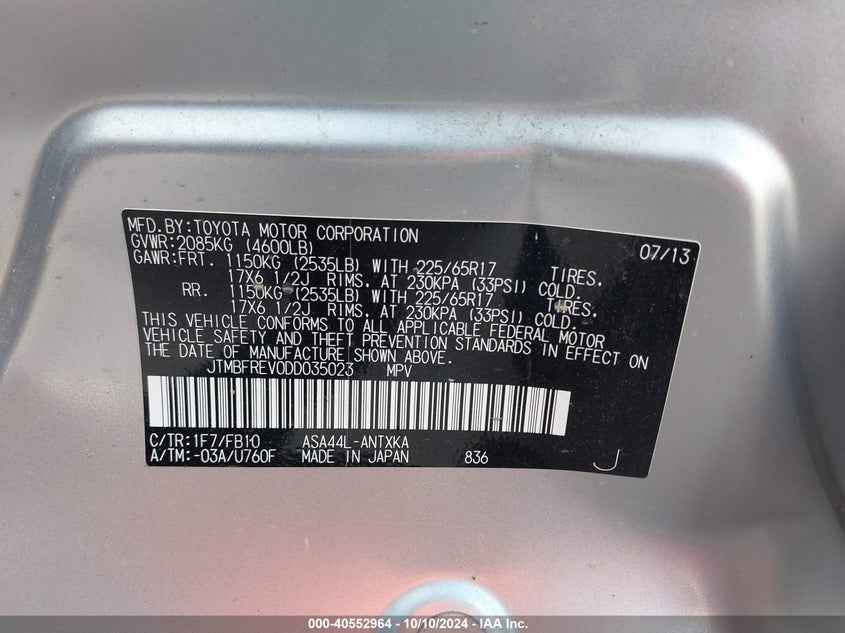 MFD.BY:TOYOTA MOTOR CORPORATION 07/13
GVWR:2085KG (4600LB)
GAWR:FRT. 1150KG (2535LB) WITH 225/65R17 TIRES.
17X6 1/2J RIMS. AT 230KPA (33PSI) COLD.
RR. 1150KG (2535LB) WITH 225/65R17 TIRES.
17X6 1/2J RIMS. AT 230KPA (33PSI) COLD.
THIS VEHICLE CONFORMS TO ALL APPLICABLE FEDERAL MOTOR
VEHICLE SAFETY AND THEFT PREVENTION STANDARDS IN EFFECT ON
THE DATE OF MANUFACTURE SHOWN ABOVE.
JTMBFREV0DD035023 MPV
C/TR:1F7/FB10 ASA44L-ANTXKA
A/TM:-03A/U760F MADE IN JAPAN 836 J
000-40552964 - 10/10/2024 - IAA Inc.